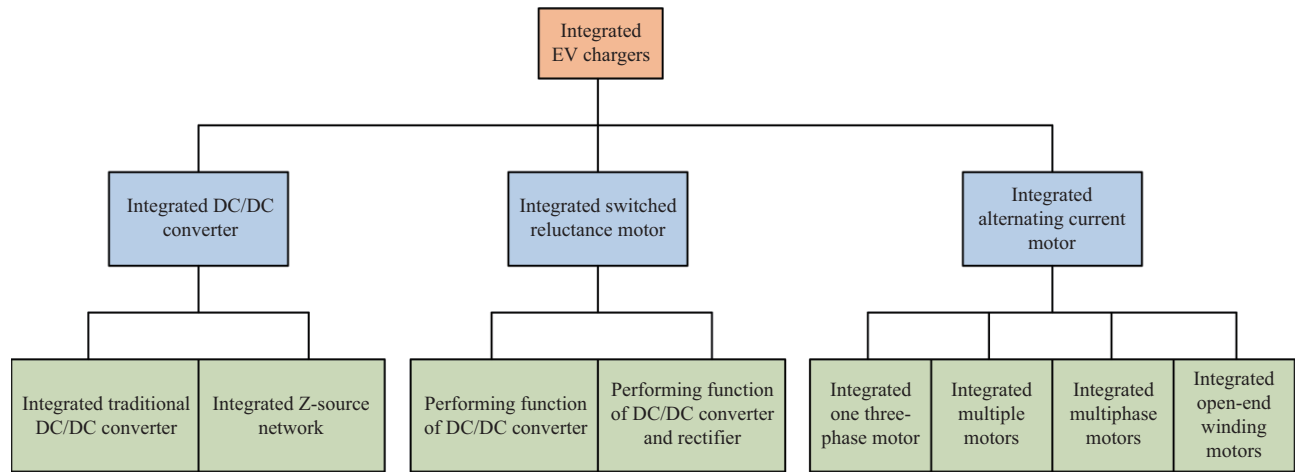 Integrated
EV chargers
Integrated DC/DC
converter
Integrated switched
reluctance motor
Integrated
alternating current
motor
Integrated traditional
DC/DC converter
Integrated Z-source
network
Performing function
of DC/DC converter
Performing function
of DC/DC converter
and rectifier
Integrated
one three-
phase motor
Integrated
multiple
motors
Integrated
multiphase
motors
Integrated
open-end
winding
motors